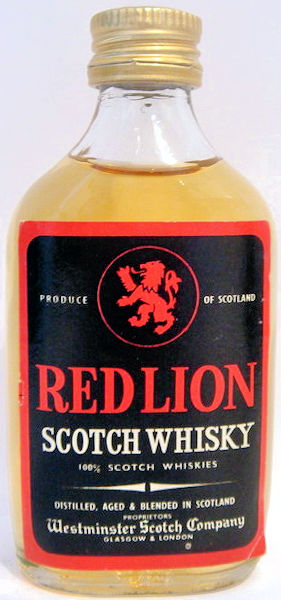 PRODUCE OF SCOTLAND
RED LION
SCOTCH WHISKY
100% SCOTCH WHISKIES
DISTILLED, AGED & BLENDED IN SCOTLAND
PROPRIETORS
Westminster Scotch Company
GLASGOW & LONDON